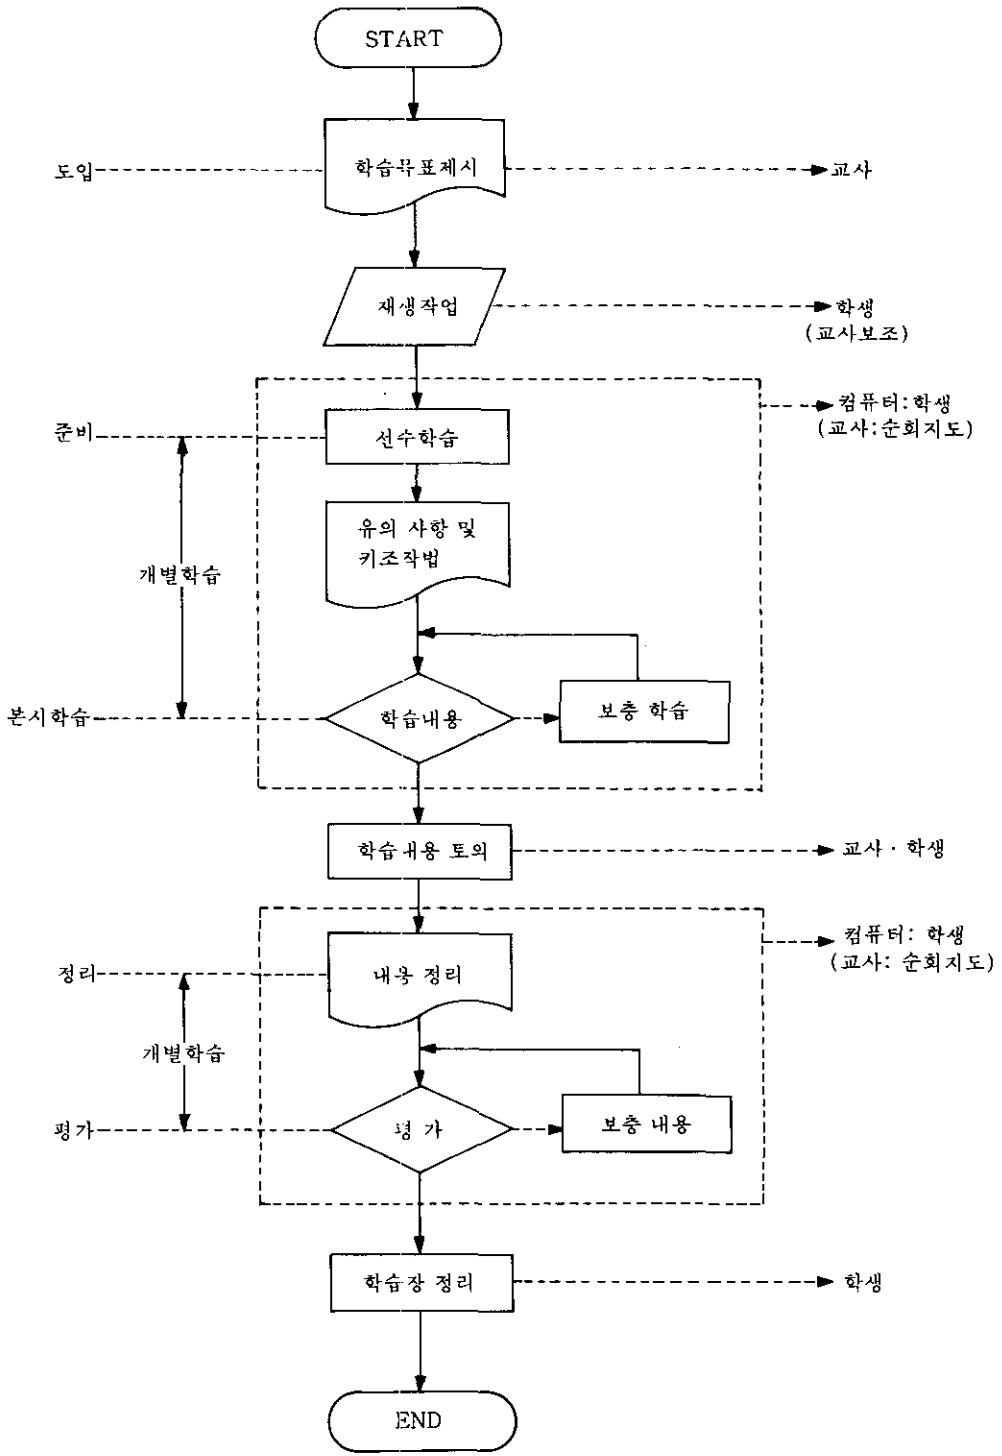 START
도입
학습목표제시
교사
재생작업
학생
(교사보조)
컴퓨터:학생
(교사:순회지도)
준비
선수학습
유의 사항 및
키조작법
개별학습
본시학습
학습내용
보충 학습
학습내용 토의
교사 · 학생
컴퓨터: 학생
(교사: 순회지도)
정리
내용 정리
개별학습
평가
평 가
보충 내용
학습장 정리
학생
END